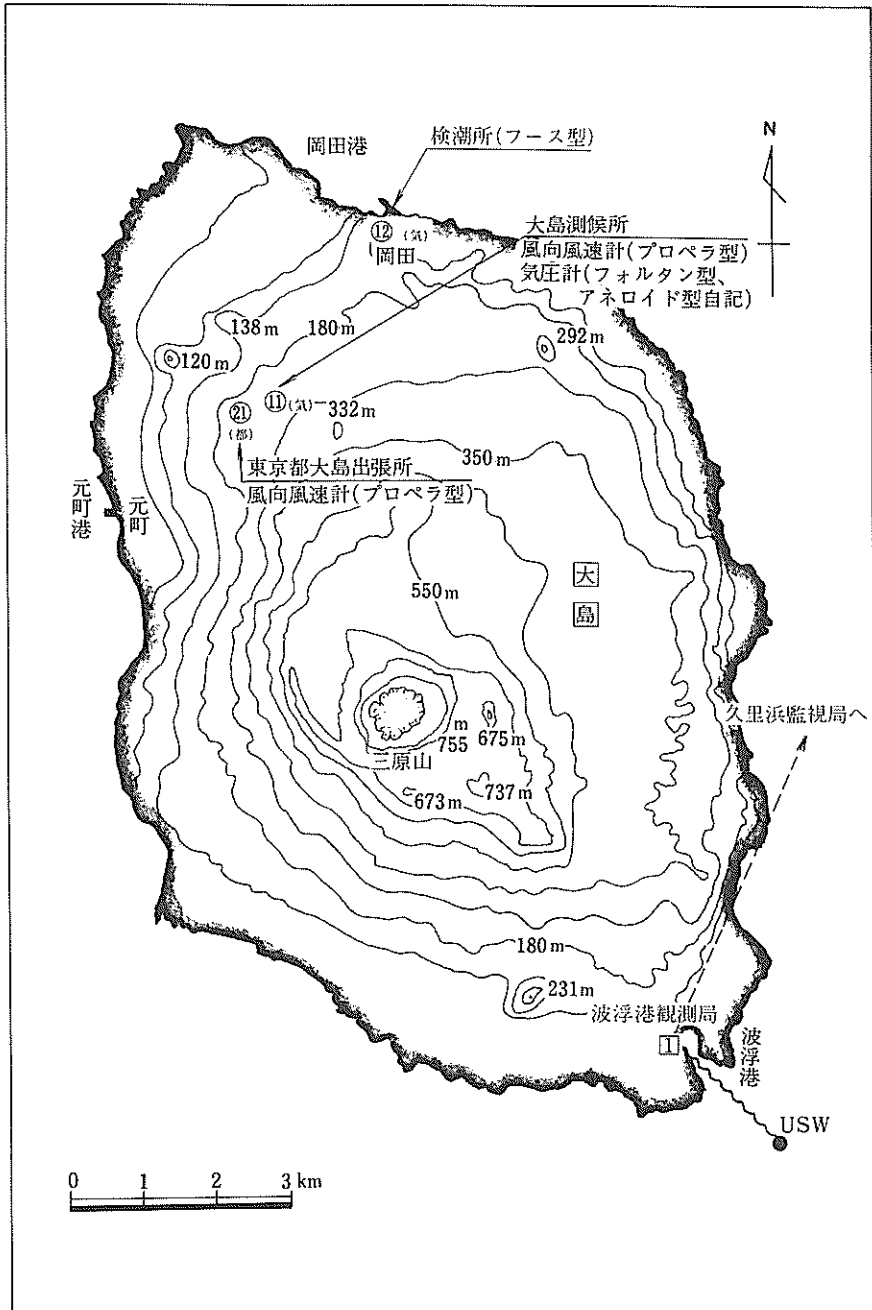 岡田港
検潮所(フース型)
N
大島測候所
風向風速計(プロペラ型)
気圧計(フォルタン型、
アネロイド型自記)
⑫(気)
岡田
138m
180m
292m
120m
⑪(気)
332m
㉑
(都)
350m
東京都大島出張所
風向風速計(プロペラ型)
元町港
元町
550m
大
島
久里浜監視局へ
m
755
675m
三原山
673m
737m
180m
231m
波浮港観測局
1
波浮港
USW
0 1 2 3 km